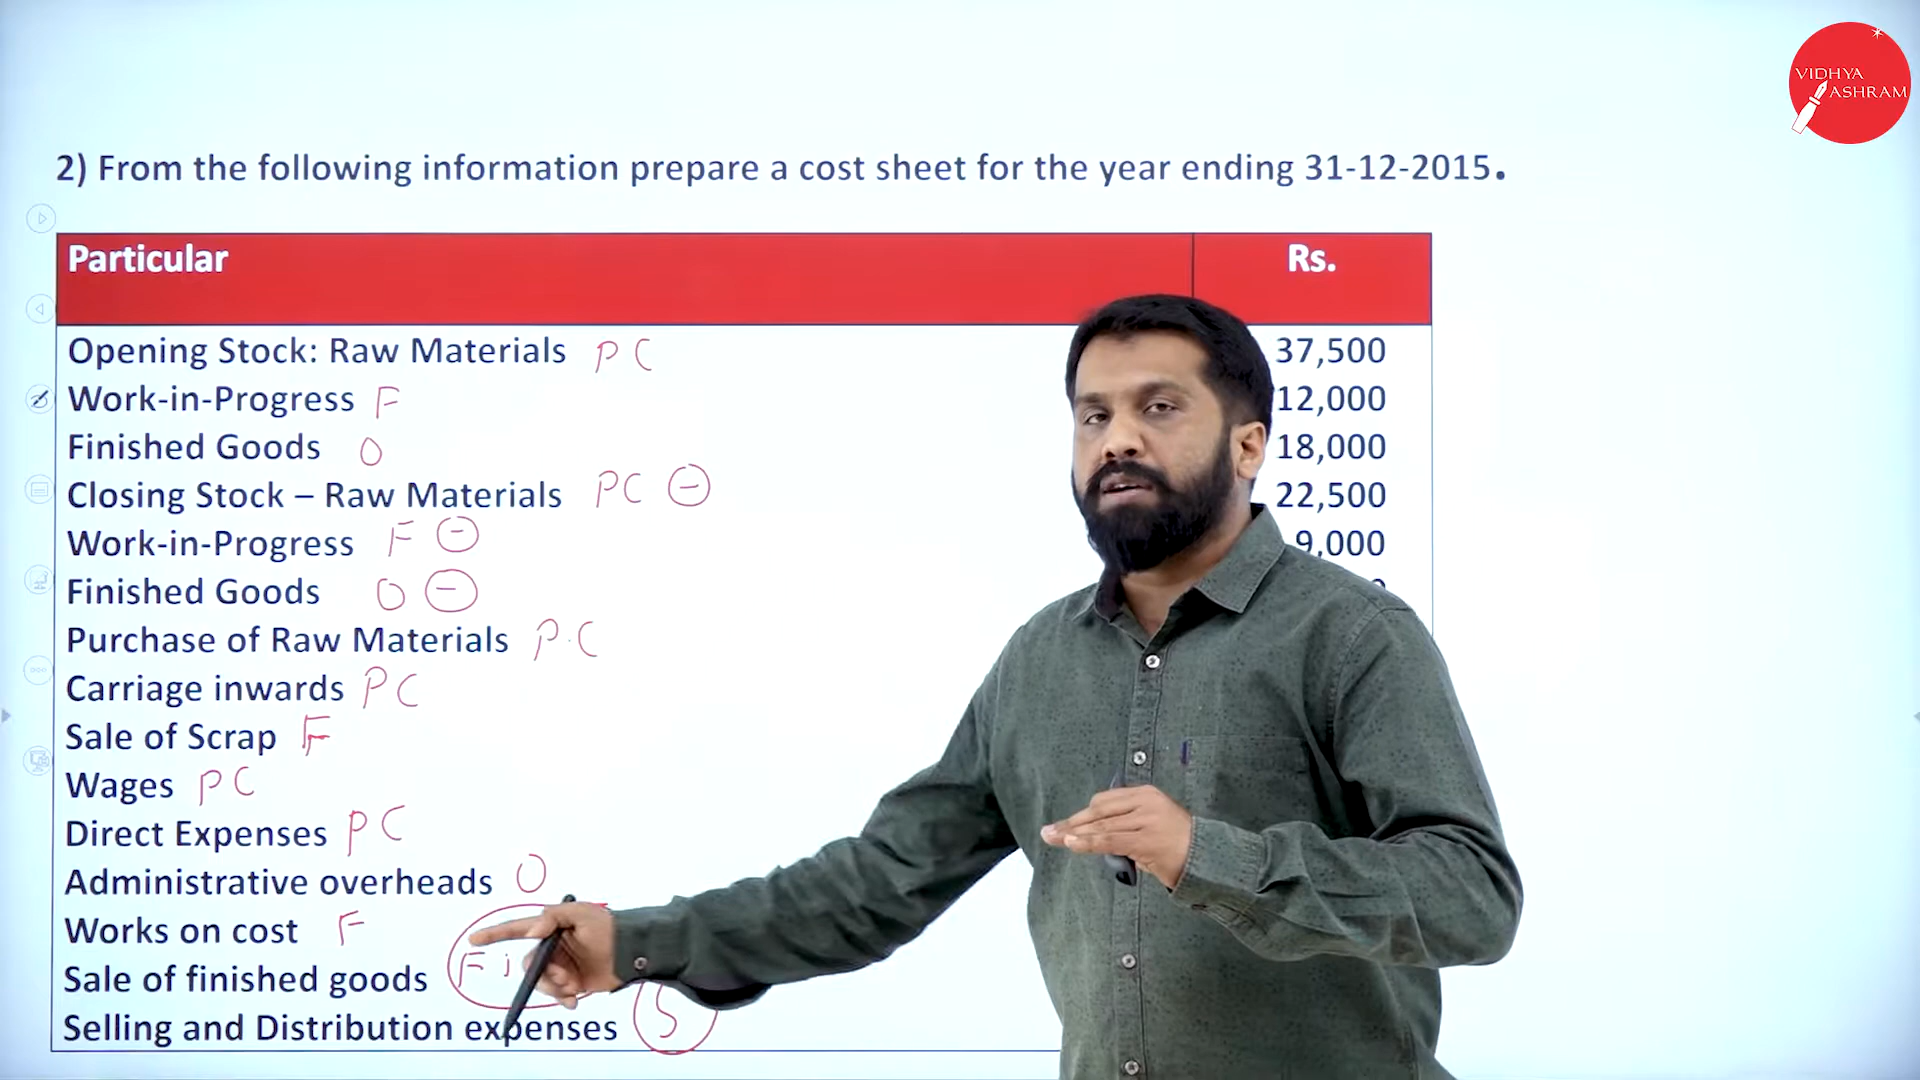 VIDHYA
ASHRAM
2) From the following information prepare a cost sheet for the year ending 31-12-2015.
Particular Rs.
Opening Stock: Raw Materials P C 37,500
Work-in-Progress F 12,000
Finished Goods O 18,000
Closing Stock – Raw Materials PC - 22,500
Work-in-Progress F - 9,000
Finished Goods O -
Purchase of Raw Materials P.C
Carriage inwards PC
Sale of Scrap F
Wages PC
Direct Expenses PC
Administrative overheads O
Works on cost F
Sale of finished goods
Selling and Distribution expenses S